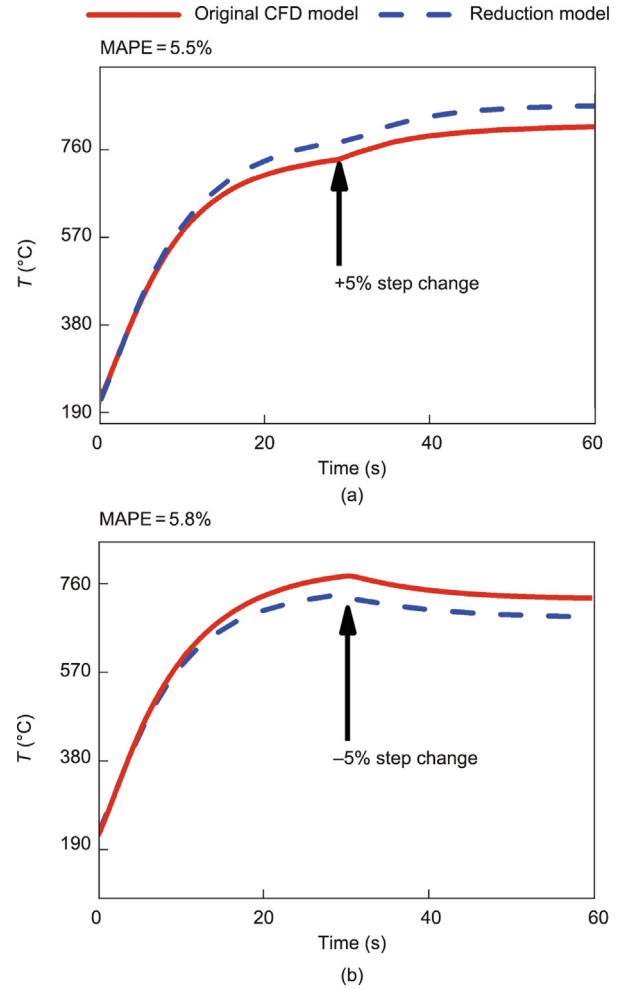 Original CFD model Reduction model
MAPE = 5.5%
T (°C)
760
570
380
190
+5% step change
0 20 40 60
Time (s)
(a)
MAPE = 5.8%
T (°C)
760
570
380
190
–5% step change
0 20 40 60
Time (s)
(b)